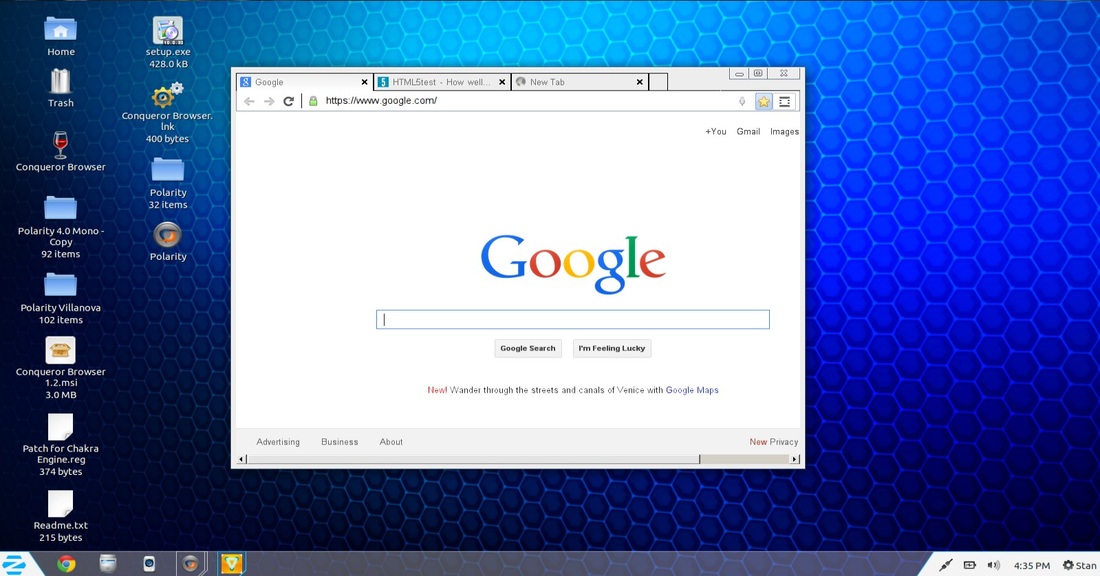 Home
Trash
Conqueror Browser
Polarity 4.0 Mono -
Copy
92 items
Polarity Villanova
102 items
Conqueror Browser
1.2.msi
3.0 MB
Patch for Chakra
Engine.reg
374 bytes
Readme.txt
215 bytes
setup.exe
428.0 kB
Conqueror Browser.
lnk
400 bytes
Polarity
32 items
Polarity
Google
HTML5test - How well...
New Tab
https://www.google.com/
+You Gmail Images
Google
Google Search I'm Feeling Lucky
New! Wander through the streets and canals of Venice with Google Maps
Advertising Business About New Privacy
4:35 PM Stan